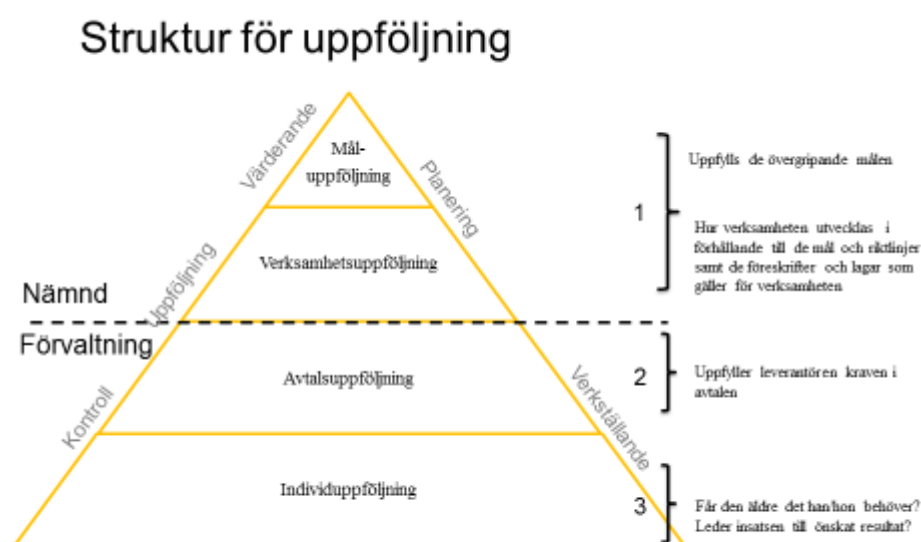 Struktur för uppföljning
Värderande
Mål-
uppföljning
Planering
1
Uppfylls de övergripande målen
Hur verksamheten utvecklas i
förhållande till de mål och riktlinjer
samt de föreskrifter och lagar som
gäller för verksamheten
Verksamhetsuppföljning
Uppföljning
Nämnd
Förvaltning
Avtalsuppföljning
Kontroll
Verkställande
2
Uppfyller leverantören kraven i
avtalen
Individuppföljning
3
Får den äldre det han/hon behöver?
Leder insatsen till önskat resultat?